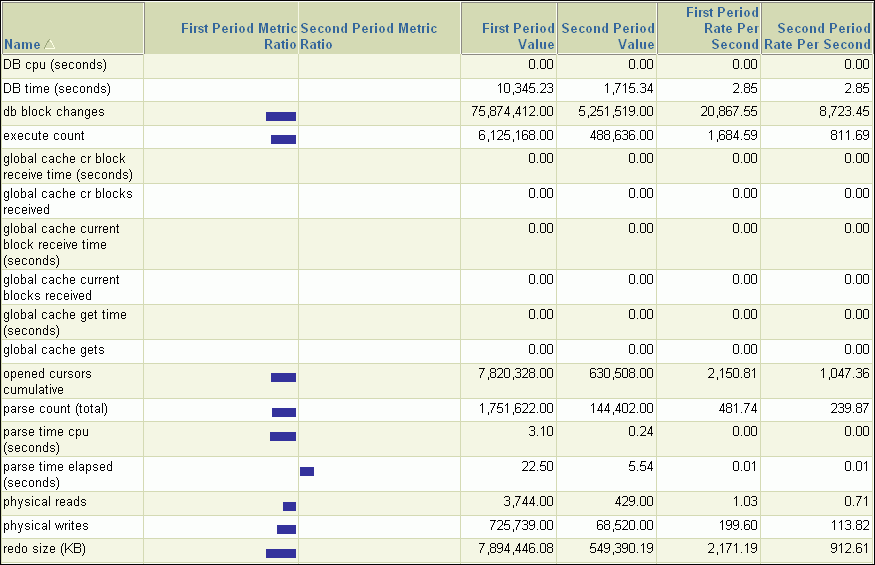 Name First Period Metric Ratio Second Period Metric Ratio First Period Value Second Period Value First Period Rate Per Second Second Period Rate Per Second
DB cpu (seconds) 0.00 0.00 0.00 0.00
DB time (seconds) 10,345.23 1,715.34 2.85 2.85
db block changes 75,874,412.00 5,251,519.00 20,867.55 8,723.45
execute count 6,125,168.00 488,636.00 1,684.59 811.69
global cache cr block 0.00 0.00 0.00 0.00
receive time (seconds)
global cache cr blocks 0.00 0.00 0.00 0.00
received
global cache current 0.00 0.00 0.00 0.00
block receive time
(seconds)
global cache current 0.00 0.00 0.00 0.00
blocks received
global cache get time 0.00 0.00 0.00 0.00
(seconds)
global cache gets 0.00 0.00 0.00 0.00
opened cursors 7,820,328.00 630,508.00 2,150.81 1,047.36
cumulative
parse count (total) 1,751,622.00 144,402.00 481.74 239.87
parse time cpu 3.10 0.24 0.00 0.00
(seconds)
parse time elapsed 22.50 5.54 0.01 0.01
(seconds)
physical reads 3,744.00 429.00 1.03 0.71
physical writes 725,739.00 68,520.00 199.60 113.82
redo size (KB) 7,894,446.08 549,390.19 2,171.19 912.61